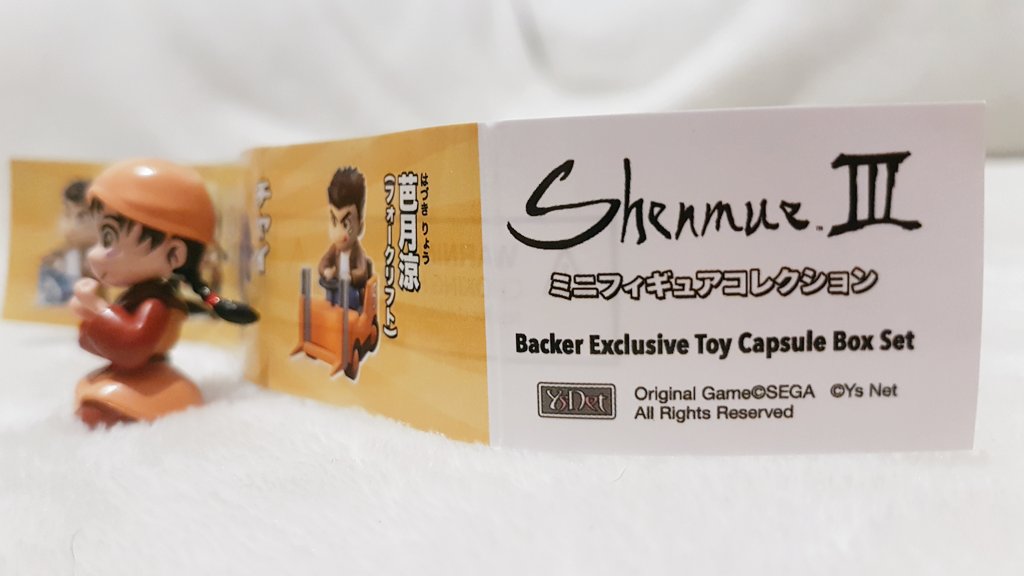 チャイ
芭月涼
はづき りょう
(フォークリフト)
Shenmue III
TM
ミニフィギュアコレクション
Backer Exclusive Toy Capsule Box Set
YsNet
Original Game©SEGA ©Ys Net
All Rights Reserved